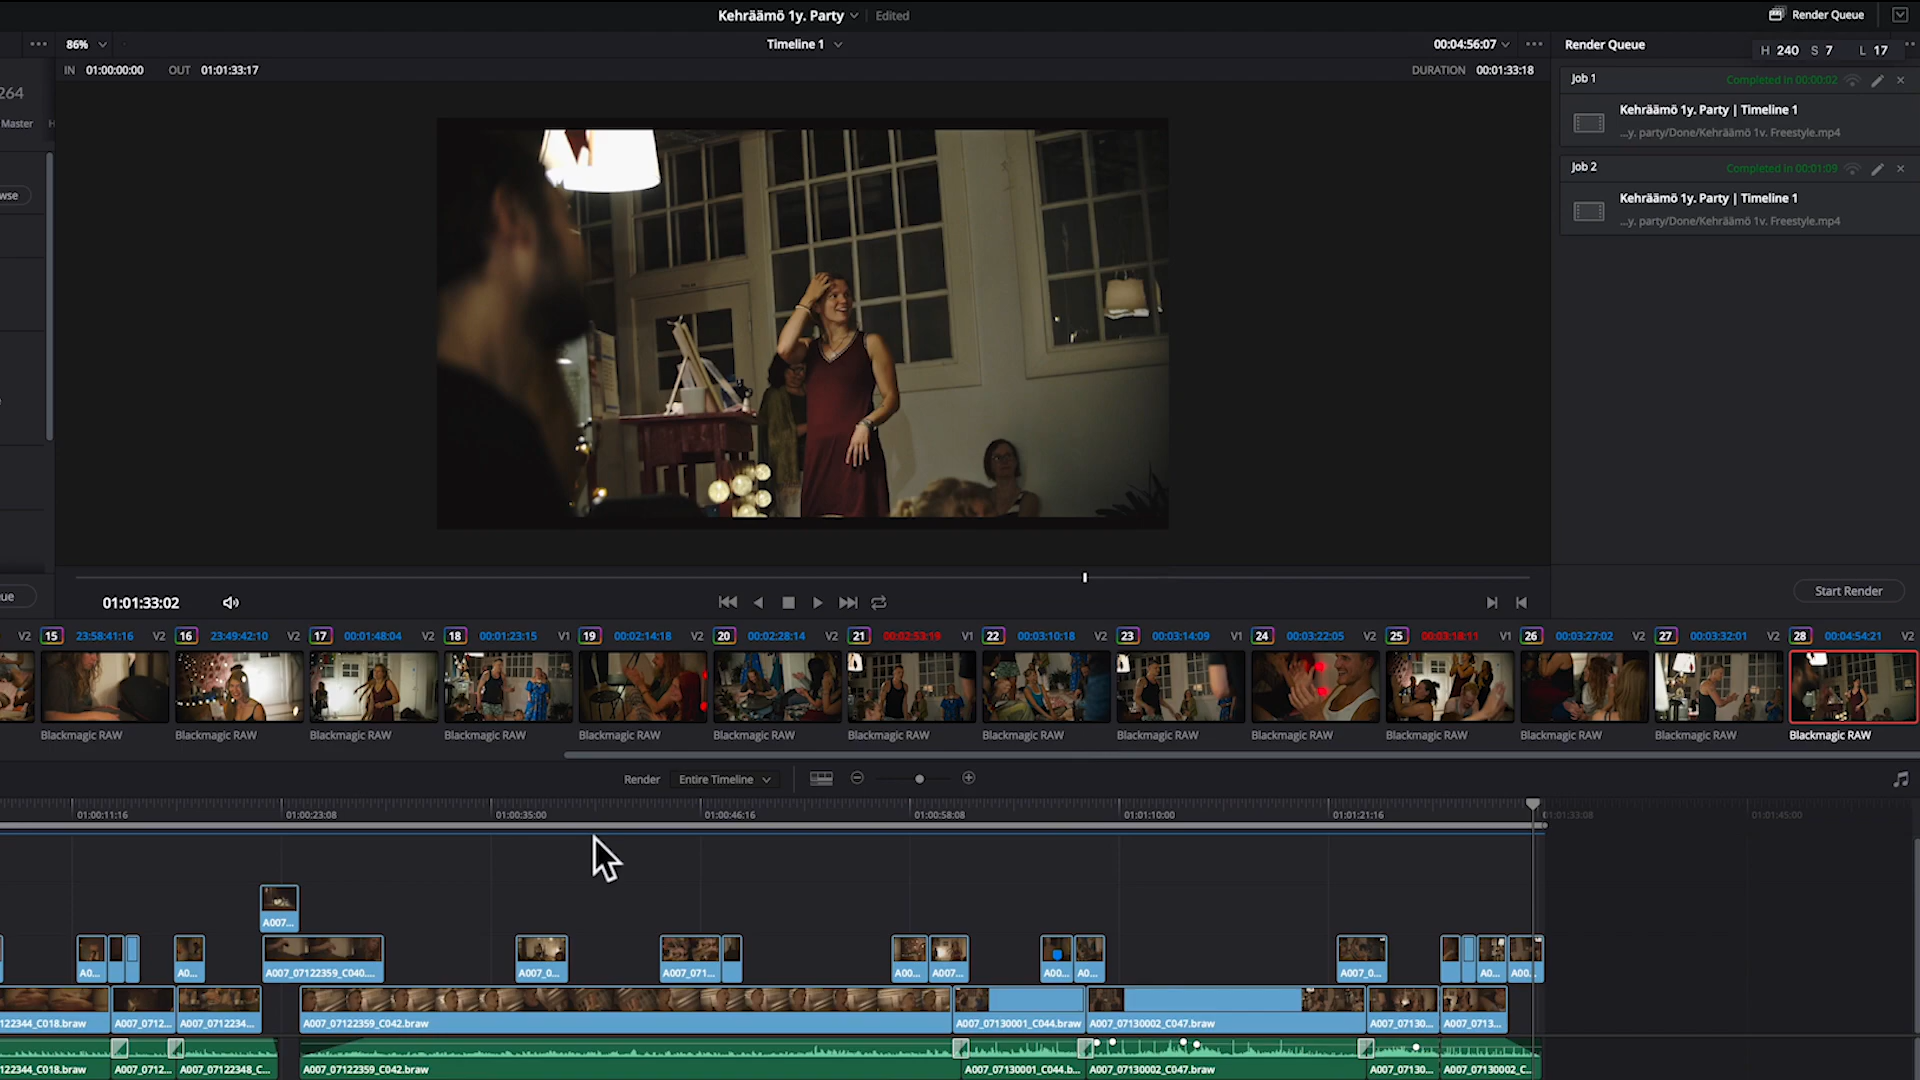 Kehräämö 1y. Party
Edited
Render Queue
86%
Timeline 1
00:04:56:07
Render Queue
H 240 S 7 L 17
IN 01:00:00:00 OUT 01:01:33:17
DURATION 00:01:33:18
Job 1
Completed in 00:00:02
264
Kehräämö 1y. Party | Timeline 1
Master H
...y. party/Done/Kehräämö 1v. Freestyle.mp4
Job 2
Completed in 00:01:09
wse
Kehräämö 1y. Party | Timeline 1
...y. party/Done/Kehräämö 1v. Freestyle.mp4
ue
01:01:33:02
Start Render
V2 15 23:58:41:16 V2 16 23:49:42:10 V2 17 00:01:48:04 V2 18 00:01:23:15 V1 19 00:02:14:18 V2 20 00:02:28:14 V2 21 00:02:53:19 V1 22 00:03:10:18 V2 23 00:03:14:09 V1 24 00:03:22:05 V2 25 00:03:18:11 V1 26 00:03:27:02 V2 27 00:03:32:01 V2 28 00:04:54:21 V2
Blackmagic RAW Blackmagic RAW Blackmagic RAW Blackmagic RAW Blackmagic RAW Blackmagic RAW Blackmagic RAW Blackmagic RAW Blackmagic RAW Blackmagic RAW Blackmagic RAW Blackmagic RAW Blackmagic RAW Blackmagic RAW
Render Entire Timeline
01:00:11:16 01:00:23:08 01:00:35:00 01:00:46:16 01:00:58:08 01:01:10:00 01:01:21:16 01:01:33:08 01:01:45:00
A007...
A0... A0... A007_07122359_C040.... A007_0... A007_071... A00... A007... A00... A0... A007_0... A0... A00...
122344_C018.braw A007_0712... A007_0712234... A007_07122359_C042.braw A007_07130001_C044.braw A007_07130002_C047.braw A007_07130... A007_0713...
122344_C018.braw A007_0712... A007_07122348_C... A007_07122359_C042.braw A007_07130001_C044.b... A007_07130002_C047.braw A007_07130... A007_07130002_C...